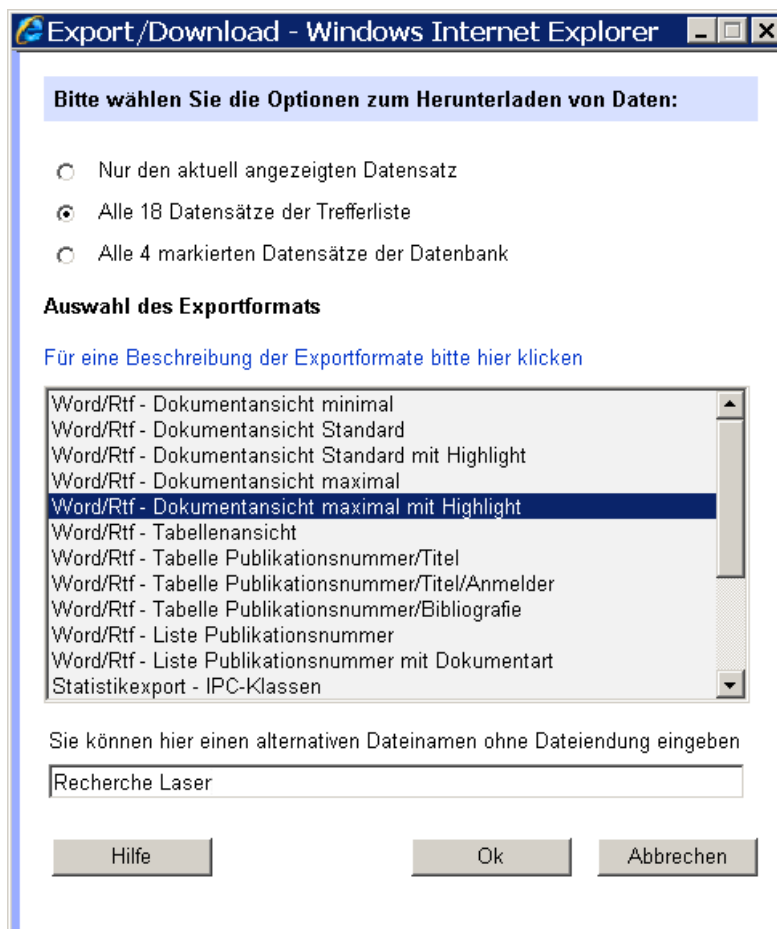 Export/Download - Windows Internet Explorer
Bitte wählen Sie die Optionen zum Herunterladen von Daten:
Nur den aktuell angezeigten Datensatz
Alle 18 Datensätze der Trefferliste
Alle 4 markierten Datensätze der Datenbank
Auswahl des Exportformats
Für eine Beschreibung der Exportformate bitte hier klicken
Word/Rtf - Dokumentansicht minimal
Word/Rtf - Dokumentansicht Standard
Word/Rtf - Dokumentansicht Standard mit Highlight
Word/Rtf - Dokumentansicht maximal
Word/Rtf - Dokumentansicht maximal mit Highlight
Word/Rtf - Tabellenansicht
Word/Rtf - Tabelle Publikationsnummer/Titel
Word/Rtf - Tabelle Publikationsnummer/Titel/Anmelder
Word/Rtf - Tabelle Publikationsnummer/Bibliografie
Word/Rtf - Liste Publikationsnummer
Word/Rtf - Liste Publikationsnummer mit Dokumentart
Statistikexport - IPC-Klassen
Sie können hier einen alternativen Dateinamen ohne Dateiendung eingeben
Recherche Laser
Hilfe Ok Abbrechen